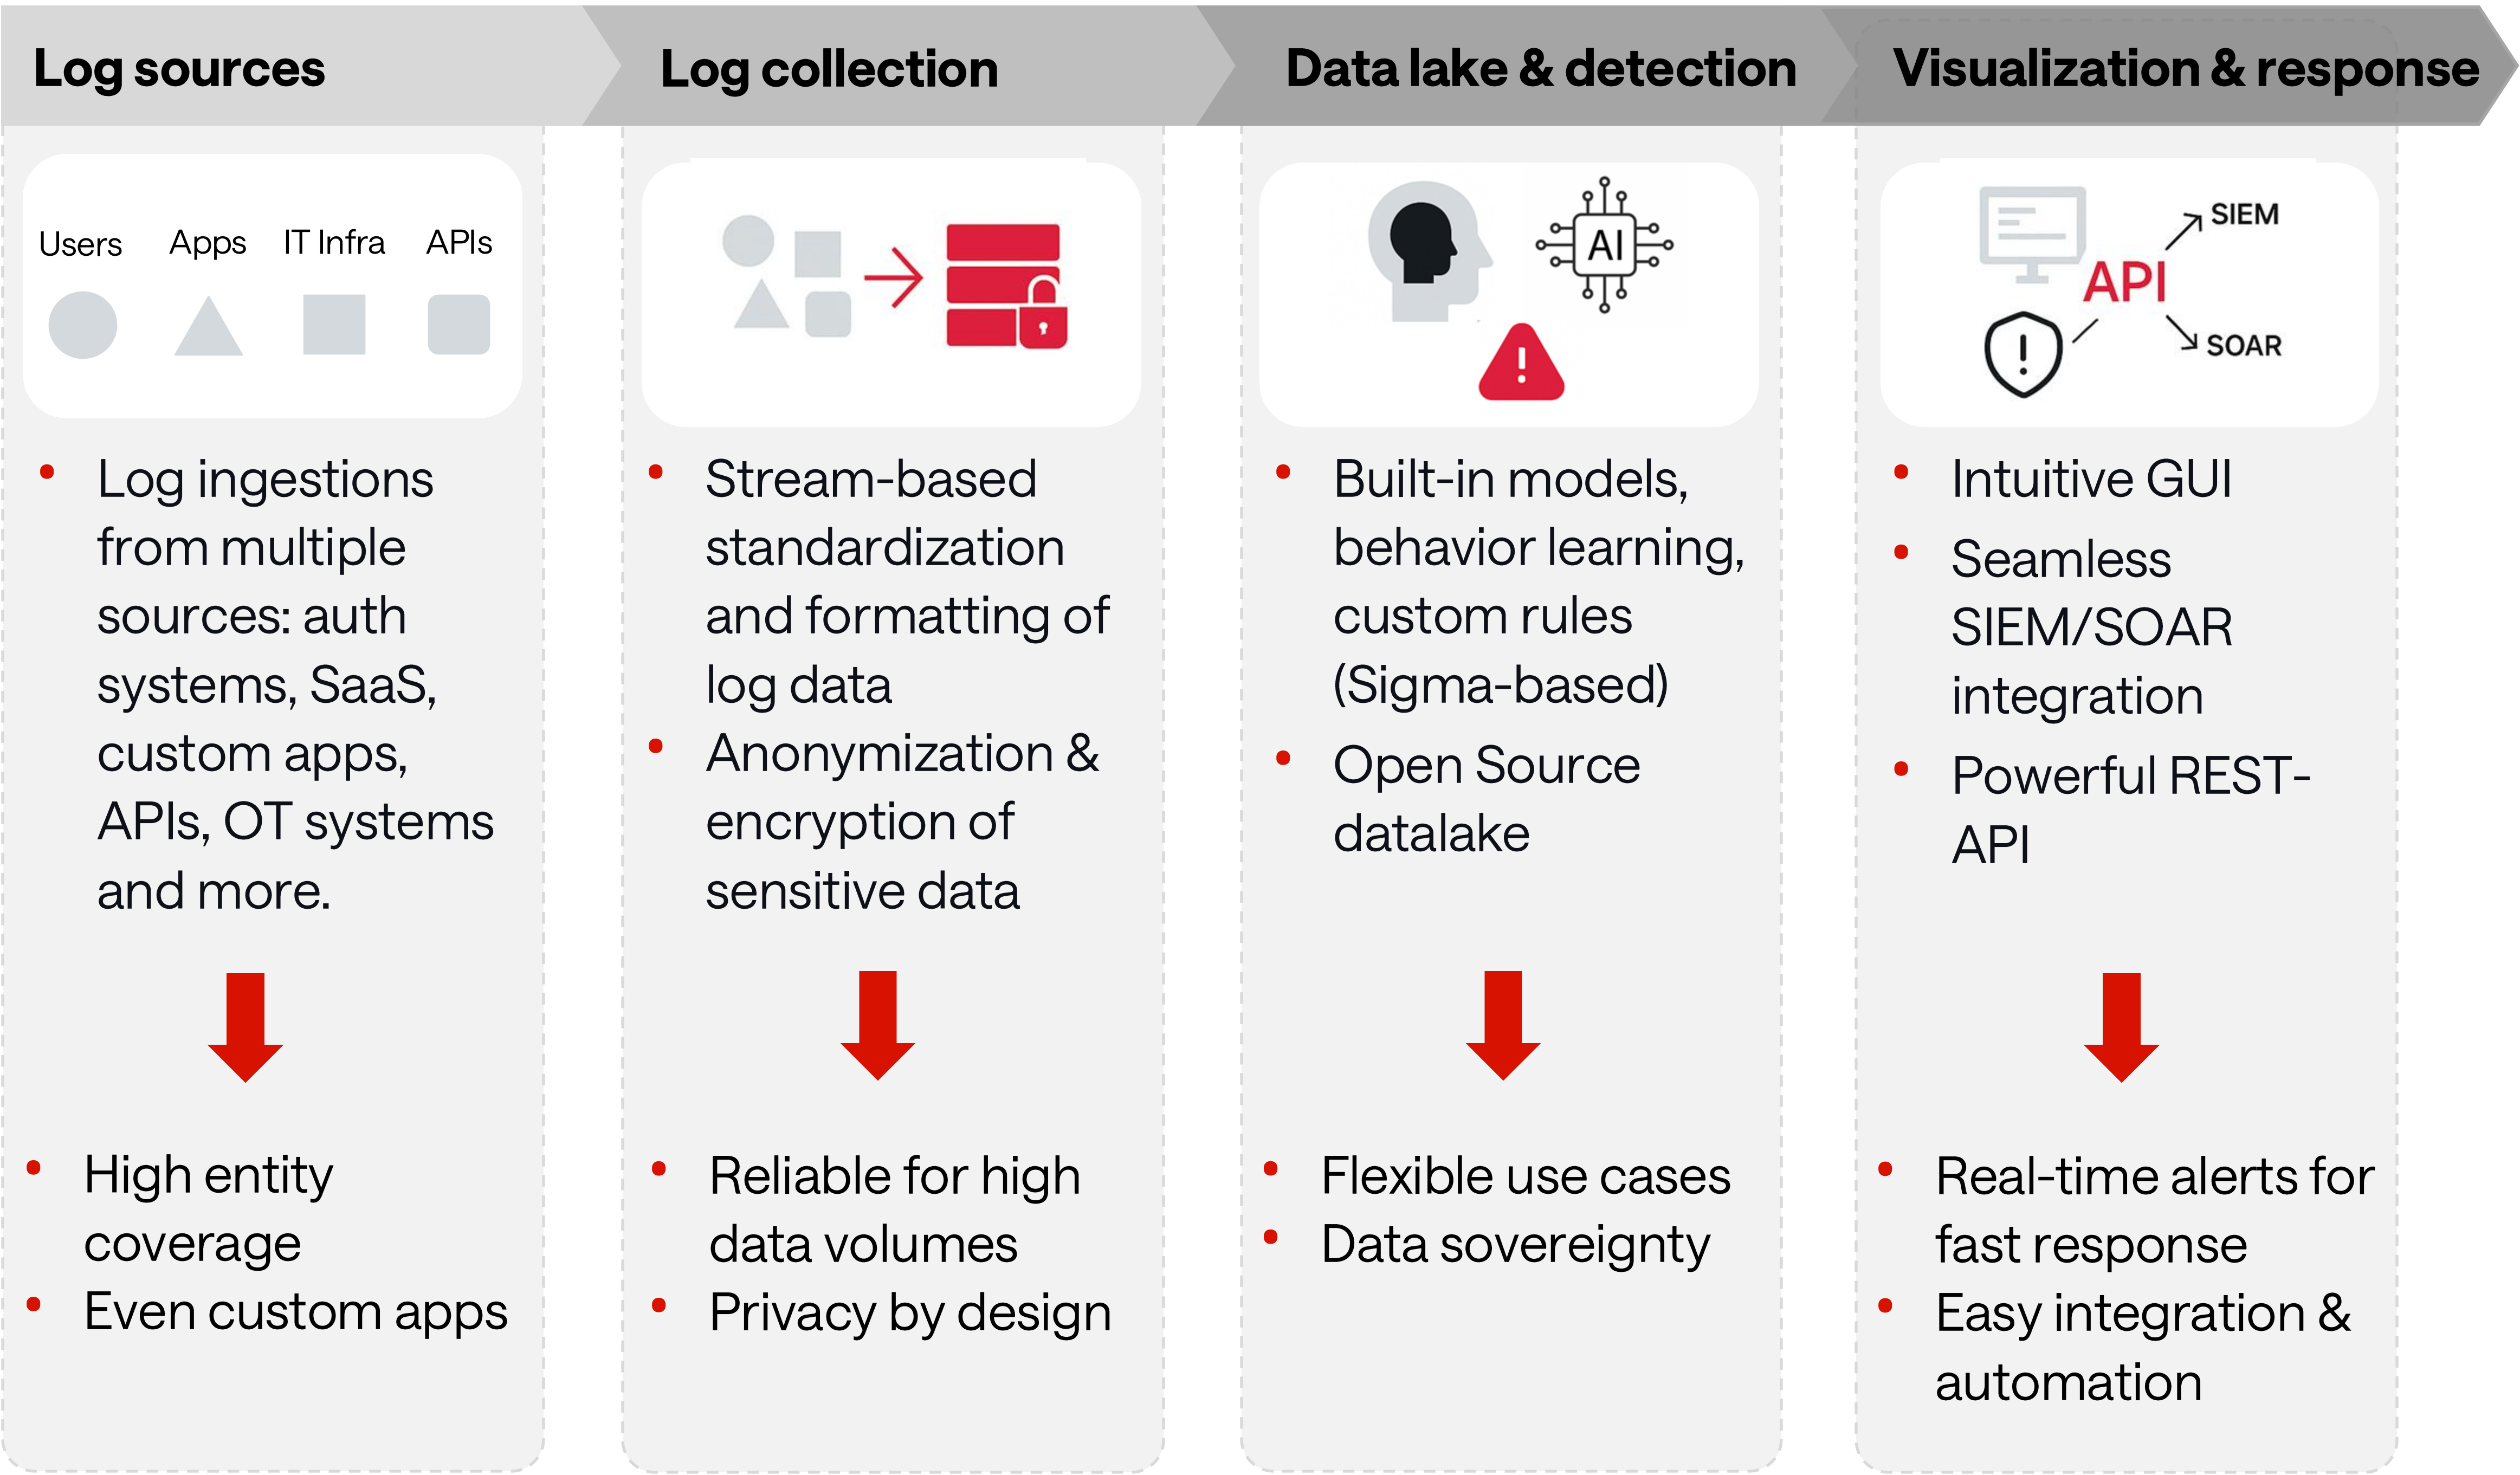 Log sources
Log collection
Data lake & detection
Visualization & response
Users
Apps
IT Infra
APIs
Log ingestions
from multiple
sources: auth
systems, SaaS,
custom apps,
APIs, OT systems
and more.
High entity
coverage
Even custom apps
Stream-based
standardization
and formatting of
log data
Anonymization &
encryption of
sensitive data
Reliable for high
data volumes
Privacy by design
AI
!
Built-in models,
behavior learning,
custom rules
(Sigma-based)
Open Source
datalake
Flexible use cases
Data sovereignty
SIEM
API
!
SOAR
Intuitive GUI
Seamless
SIEM/SOAR
integration
Powerful REST-
API
Real-time alerts for
fast response
Easy integration &
automation